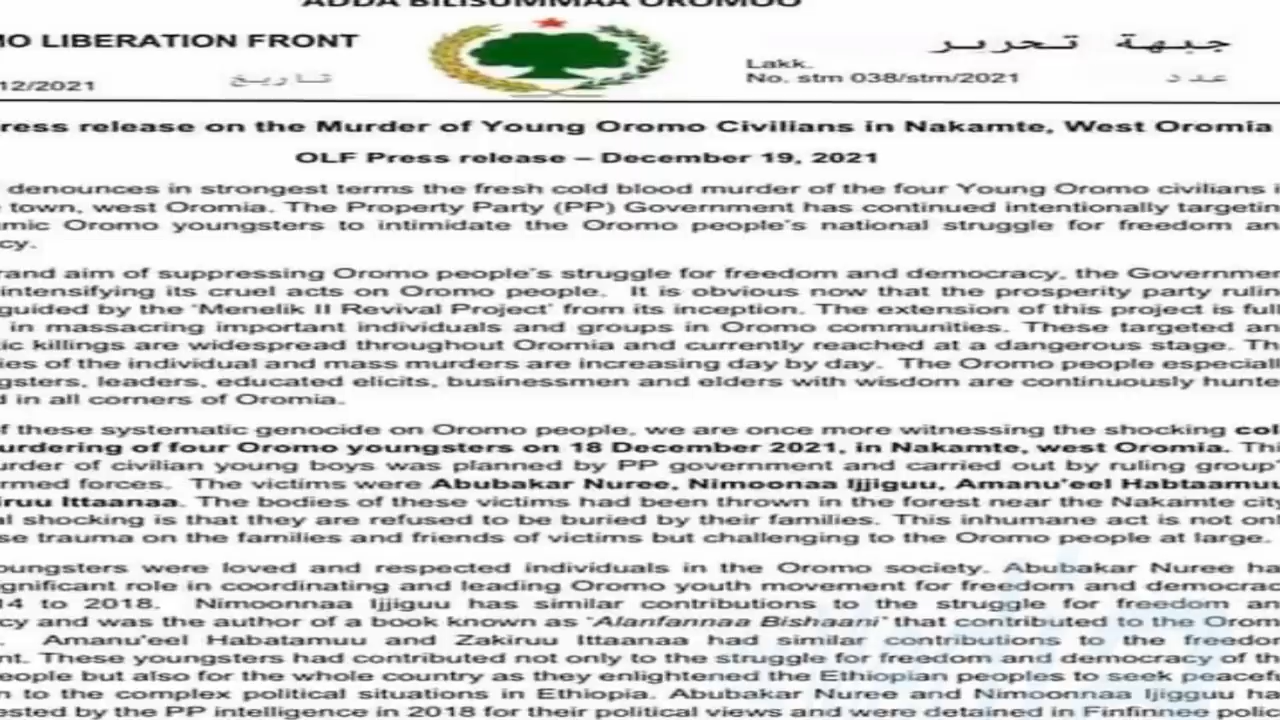 ADDA BILISUMMAA OROMOO
MO LIBERATION FRONT
جبهة تحرير
12/2021
تاريخ
Lakk.
No. stm 038/stm/2021
عدد
ress release on the Murder of Young Oromo Civilians in Nakamte, West Oromia
OLF Press release – December 19, 2021
denounces in strongest terms the fresh cold blood murder of the four Young Oromo civilians i
e town, west Oromia. The Property Party (PP) Government has continued intentionally targetin
mic Oromo youngsters to intimidate the Oromo people's national struggle for freedom an
cy.
rand aim of suppressing Oromo people's struggle for freedom and democracy, the Governmen
intensifying its cruel acts on Oromo people. It is obvious now that the prosperity party rulin
guided by the 'Menelik II Revival Project' from its inception. The extension of this project is full
in massacring important individuals and groups in Oromo communities. These targeted an
ic killings are widespread throughout Oromia and currently reached at a dangerous stage. Th
ies of the individual and mass murders are increasing day by day. The Oromo people especiall
gsters, leaders, educated elicits, businessmen and elders with wisdom are continuously hunte
d in all corners of Oromia.
f these systematic genocide on Oromo people, we are once more witnessing the shocking col
urdering of four Oromo youngsters on 18 December 2021, in Nakamte, west Oromia. Thi
urder of civilian young boys was planned by PP government and carried out by ruling group'
rmed forces. The victims were Abubakar Nuree, Nimoonaa Ijjiguu, Amanu'eel Habtaamuu
iruu Ittaanaa. The bodies of these victims had been thrown in the forest near the Nakamte city
al shocking is that they are refused to be buried by their families. This inhumane act is not onl
se trauma on the families and friends of victims but challenging to the Oromo people at large.
oungsters were loved and respected individuals in the Oromo society. Abubakar Nuree ha
gnificant role in coordinating and leading Oromo youth movement for freedom and democrac
14 to 2018. Nimoonnaa Ijjiguu has similar contributions to the struggle for freedom an
cy and was the author of a book known as 'Alanfannaa Bishaani' that contributed to the Orom
. Amanu'eel Habatamuu and Zakiruu Ittaanaa had similar contributions to the freedom
nt. These youngsters had contributed not only to the struggle for freedom and democracy of th
eople but also for the whole country as they enlightened the Ethiopian peoples to seek peacefu
n to the complex political situations in Ethiopia. Abubakar Nuree and Nimoonnaa Ijigguu ha
ested by the PP intelligence in 2018 for their political views and were detained in Finfinnee polic